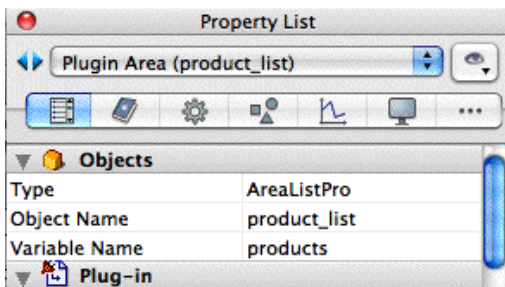 Property List
Plugin Area (product_list)
Objects
Type AreaListPro
Object Name product_list
Variable Name products
Plug-in